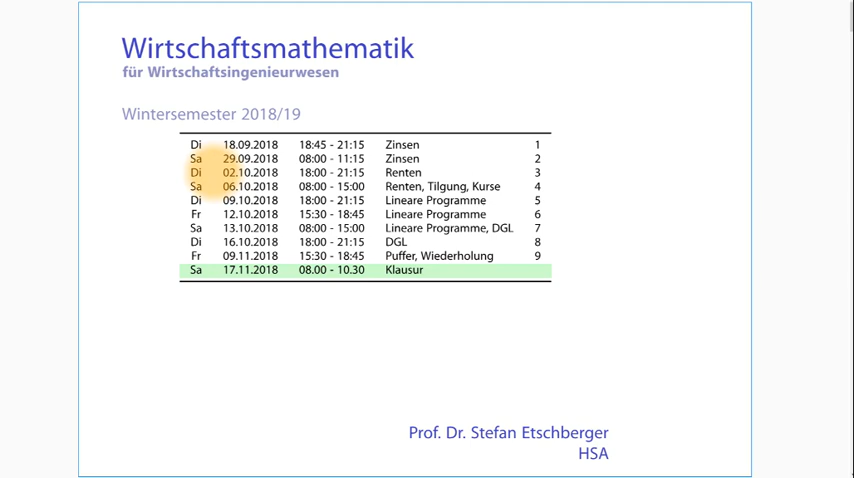 Wirtschaftsmathematik
für Wirtschaftsingenieurwesen
Wintersemester 2018/19
Di 18.09.2018 18:45 - 21:15 Zinsen 1
Sa 29.09.2018 08:00 - 11:15 Zinsen 2
Di 02.10.2018 18:00 - 21:15 Renten 3
Sa 06.10.2018 08:00 - 15:00 Renten, Tilgung, Kurse 4
Di 09.10.2018 18:00 - 21:15 Lineare Programme 5
Fr 12.10.2018 15:30 - 18:45 Lineare Programme 6
Sa 13.10.2018 08:00 - 15:00 Lineare Programme, DGL 7
Di 16.10.2018 18:00 - 21:15 DGL 8
Fr 09.11.2018 15:30 - 18:45 Puffer, Wiederholung 9
Sa 17.11.2018 08.00 - 10.30 Klausur
Prof. Dr. Stefan Etschberger
HSA